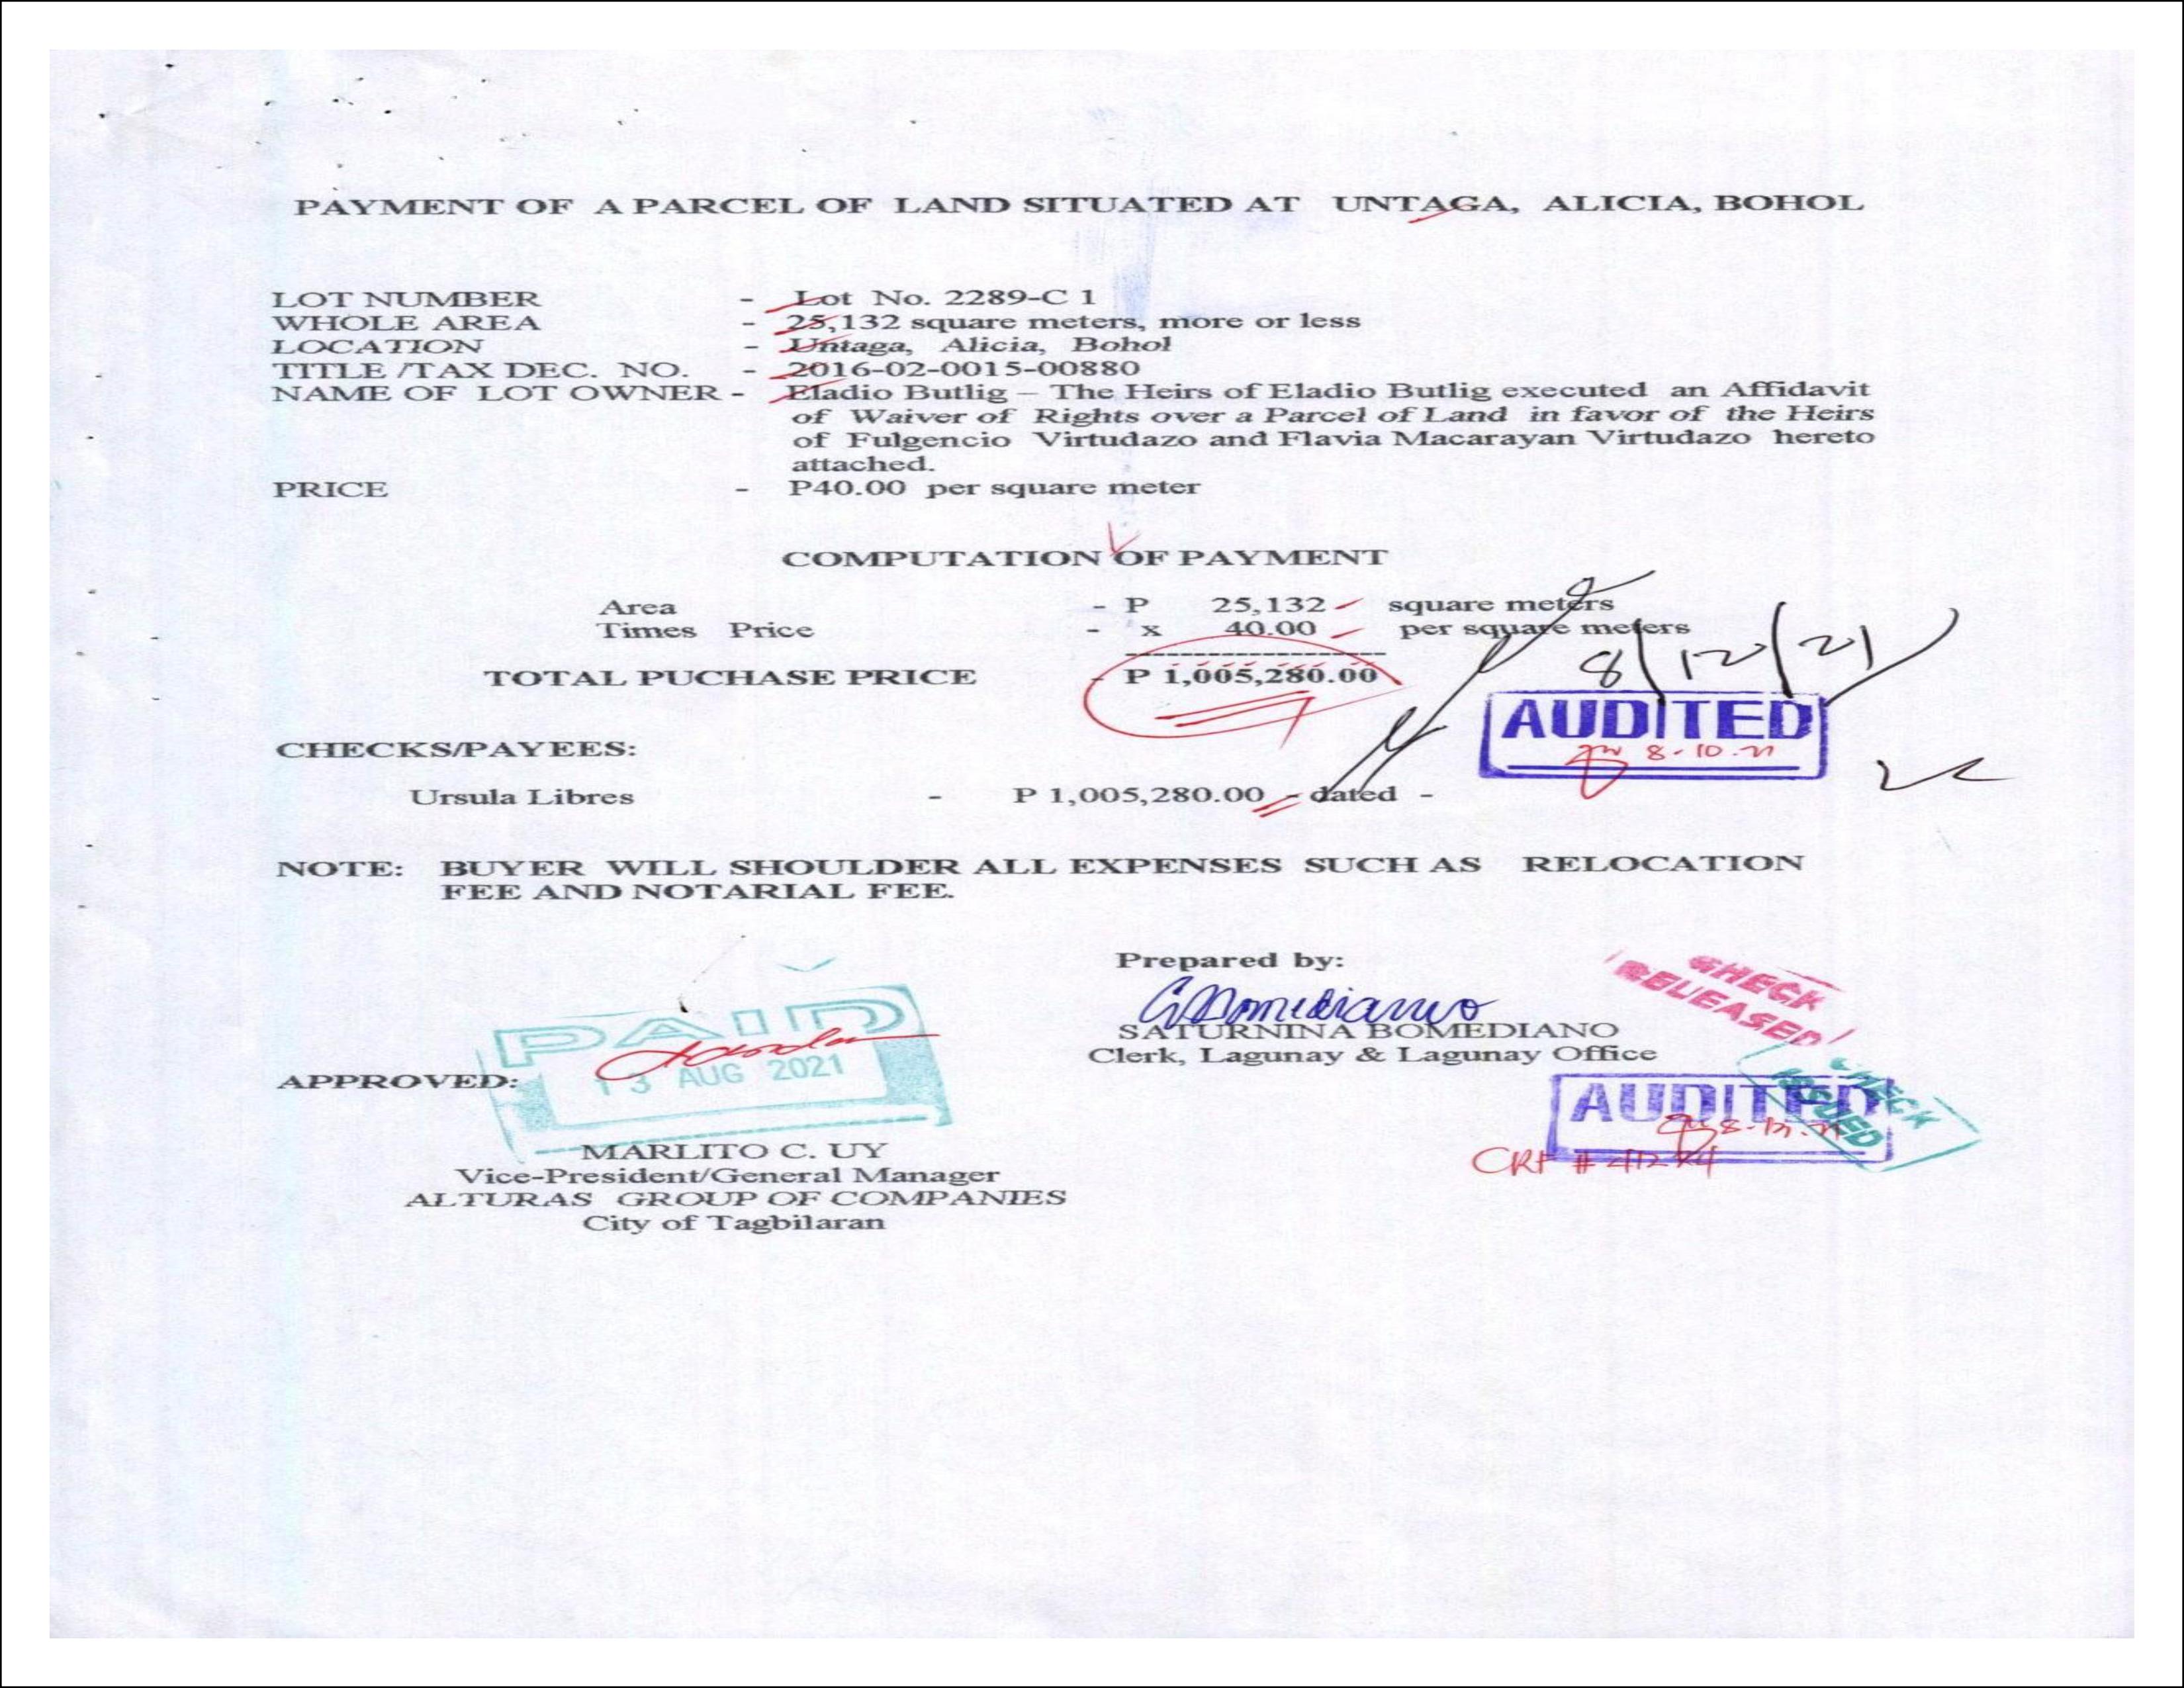 PAYMENT OF A PARCEL OF LAND SITUATED AT UNTAGA, ALICIA, BOHOL
LOT NUMBER - Lot No. 2289-C 1
WHOLE AREA - 25,132 square meters, more or less
LOCATION - Untaga, Alicia, Bohol
TITLE /TAX DEC. NO. - 2016-02-0015-00880
NAME OF LOT OWNER - Eladio Butlig – The Heirs of Eladio Butlig executed an Affidavit
of Waiver of Rights over a Parcel of Land in favor of the Heirs
of Fulgencio Virtudazo and Flavia Macarayan Virtudazo hereto
attached.
PRICE - P40.00 per square meter
COMPUTATION OF PAYMENT
Area - P 25,132 square meters
Times Price - x 40.00 per square meters
8/12/21
TOTAL PUCHASE PRICE - P 1,005,280.00
AUDITED
8-10-21
CHECKS/PAYEES:
Ursula Libres - P 1,005,280.00 - dated -
NOTE: BUYER WILL SHOULDER ALL EXPENSES SUCH AS RELOCATION
FEE AND NOTARIAL FEE.
Prepared by:
CHECK
RELEASED
PAID
SATURNINA BOMEDIANO
Clerk, Lagunay & Lagunay Office
13 AUG 2021
APPROVED:
AUDITED
CHECK
ISSUED
CRF #
MARLITO C. UY
Vice-President/General Manager
ALTURAS GROUP OF COMPANIES
City of Tagbilaran